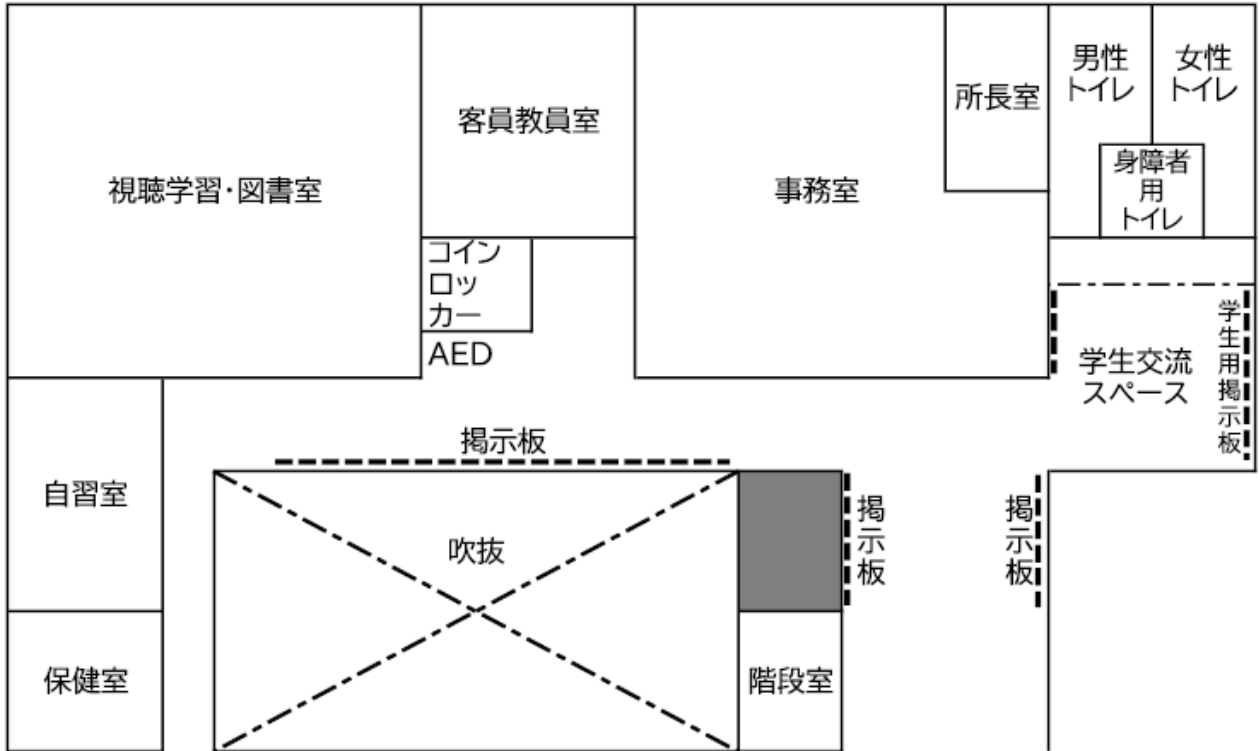 視聴学習・図書室
客員教員室
事務室
所長室
男性
トイレ
女性
トイレ
身障者
用
トイレ
コイン
ロッ
カー
AED
学生交流
スペース
学生用掲示板
掲示板
自習室
吹抜
掲示板
掲示板
保健室
階段室